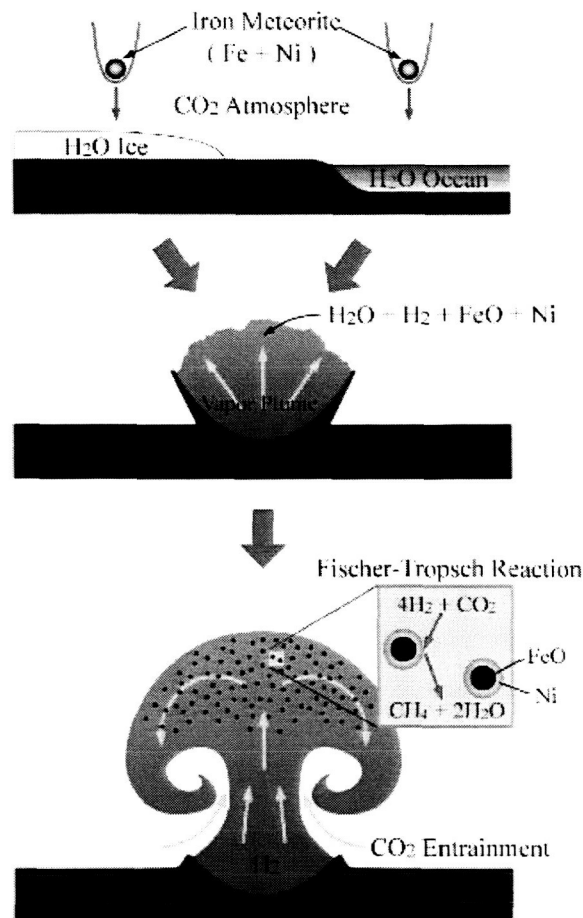 Iron Meteorite
( Fe + Ni )
CO2 Atmosphere
H2O Ice
H2O Ocean
H2O + H2 + FeO + Ni
Vapor Plume
Fischer-Tropsch Reaction
4H2 + CO2
FeO
Ni
CH4 + 2H2O
CO2 Entrainment
H2